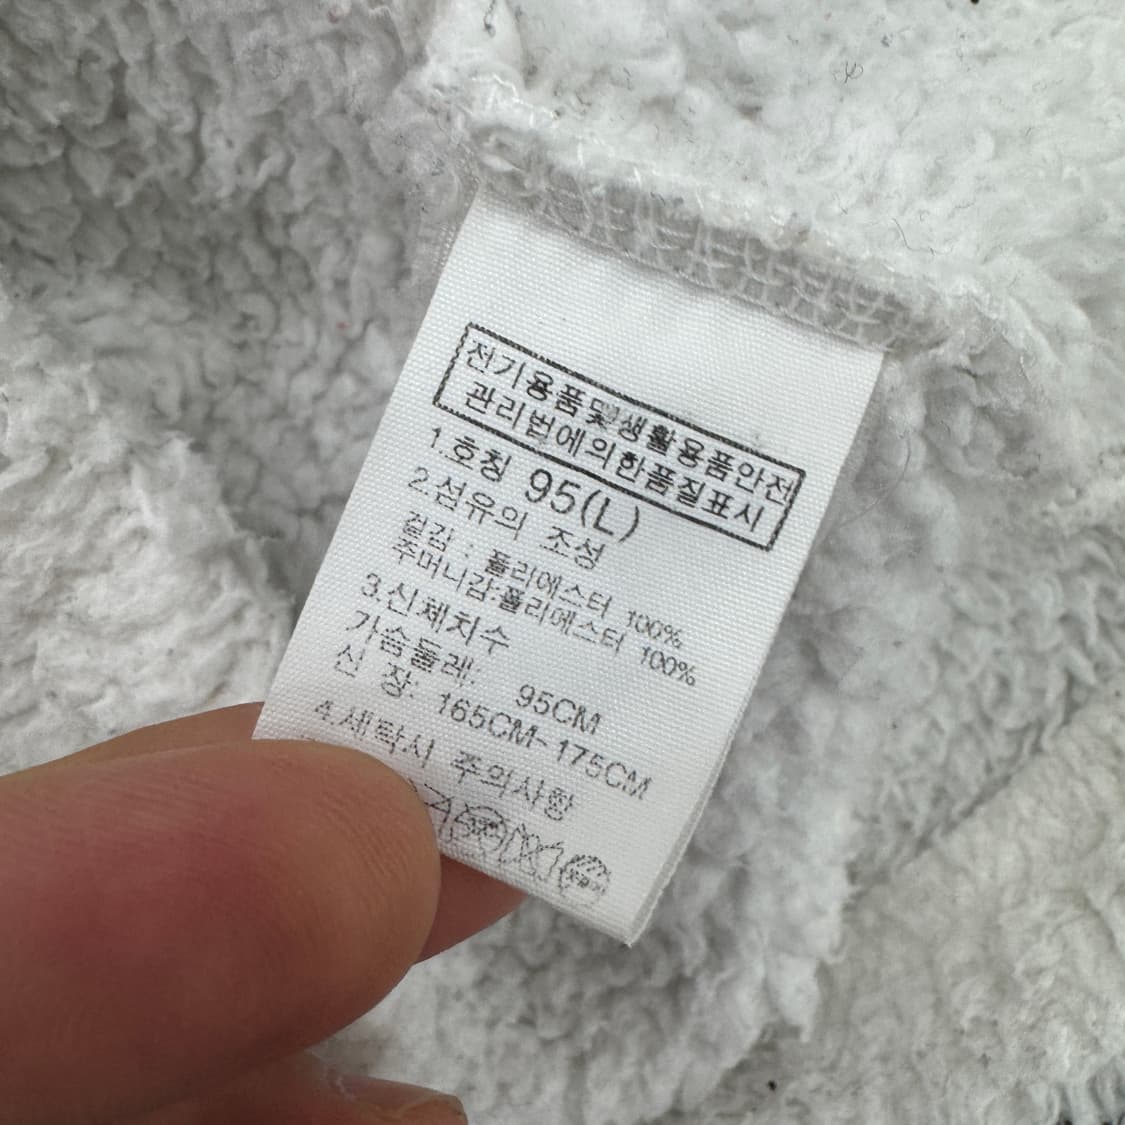 전기용품및생활용품안전
관리법에의한품질표시
1.호칭 95(L)
2.섬유의 조성
겉감 : 폴리에스터 100%
주머니감:폴리에스터 100%
3.신체치수
가슴둘레: 95CM
신 장: 165CM~175CM
4.세탁시 주의사항